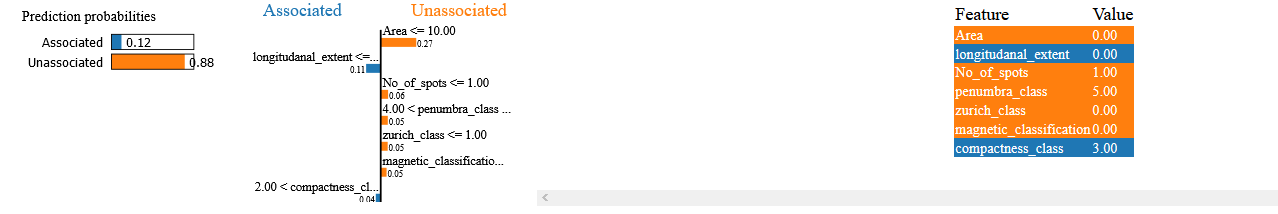 Prediction probabilities
Associated 0.12
Unassociated 0.88
Associated Unassociated
Area <= 10.00
0.27
longitudanal_extent <=...
0.11
No_of_spots <= 1.00
0.06
4.00 < penumbra_class ...
0.05
zurich_class <= 1.00
0.05
magnetic_classificatio...
0.05
2.00 < compactness_cl...
0.04
Feature Value
Area 0.00
longitudanal_extent 0.00
No_of_spots 1.00
penumbra_class 5.00
zurich_class 0.00
magnetic_classification 0.00
compactness_class 3.00